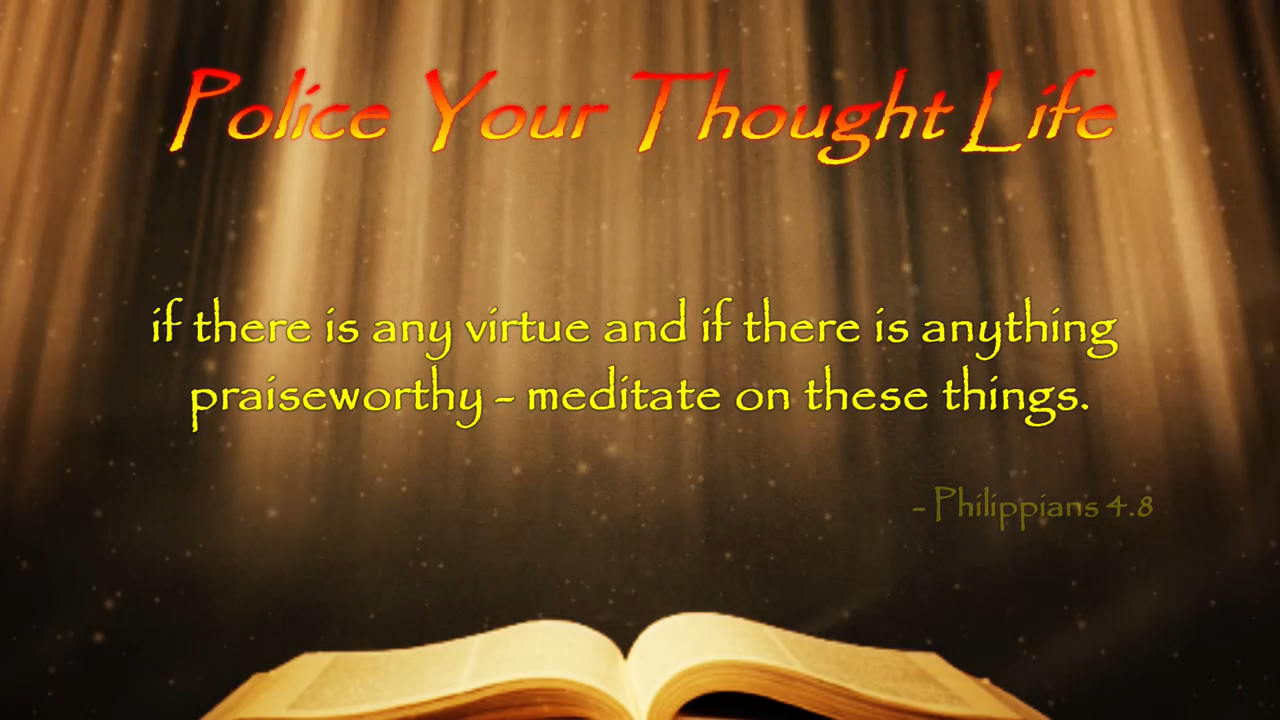 Police Your Thought Life
if there is any virtue and if there is anything
praiseworthy - meditate on these things.
- Philippians 4.8